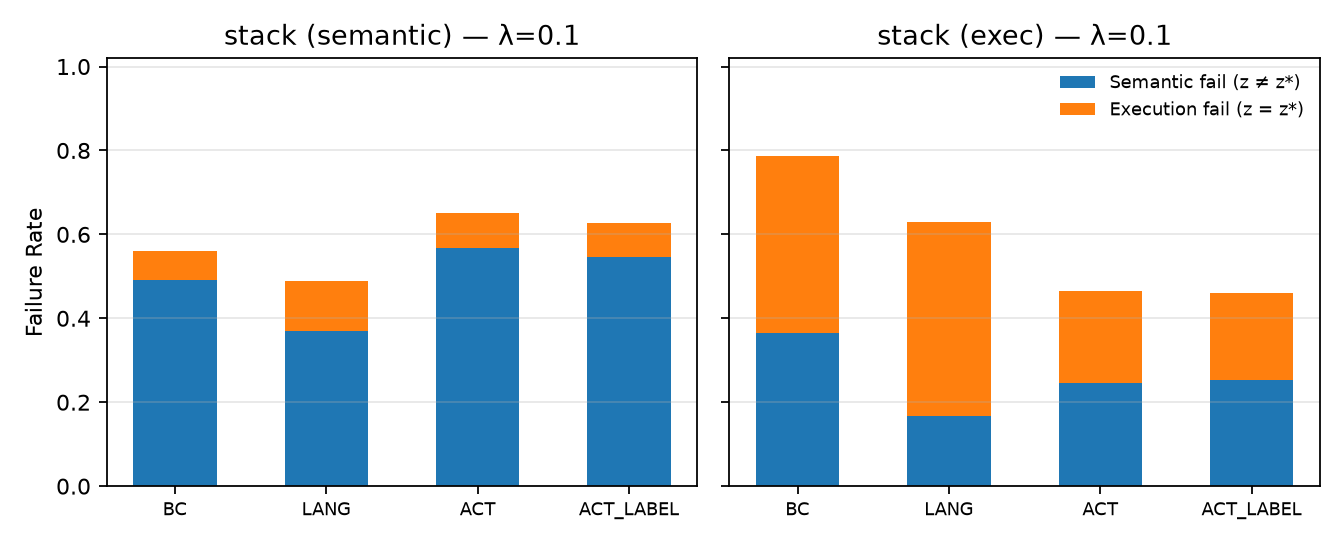 stack (semantic) — λ=0.1
Failure Rate
1.0
0.8
0.6
0.4
0.2
0.0
BC LANG ACT ACT_LABEL
stack (exec) — λ=0.1
Semantic fail (z ≠ z*)
Execution fail (z = z*)
BC LANG ACT ACT_LABEL